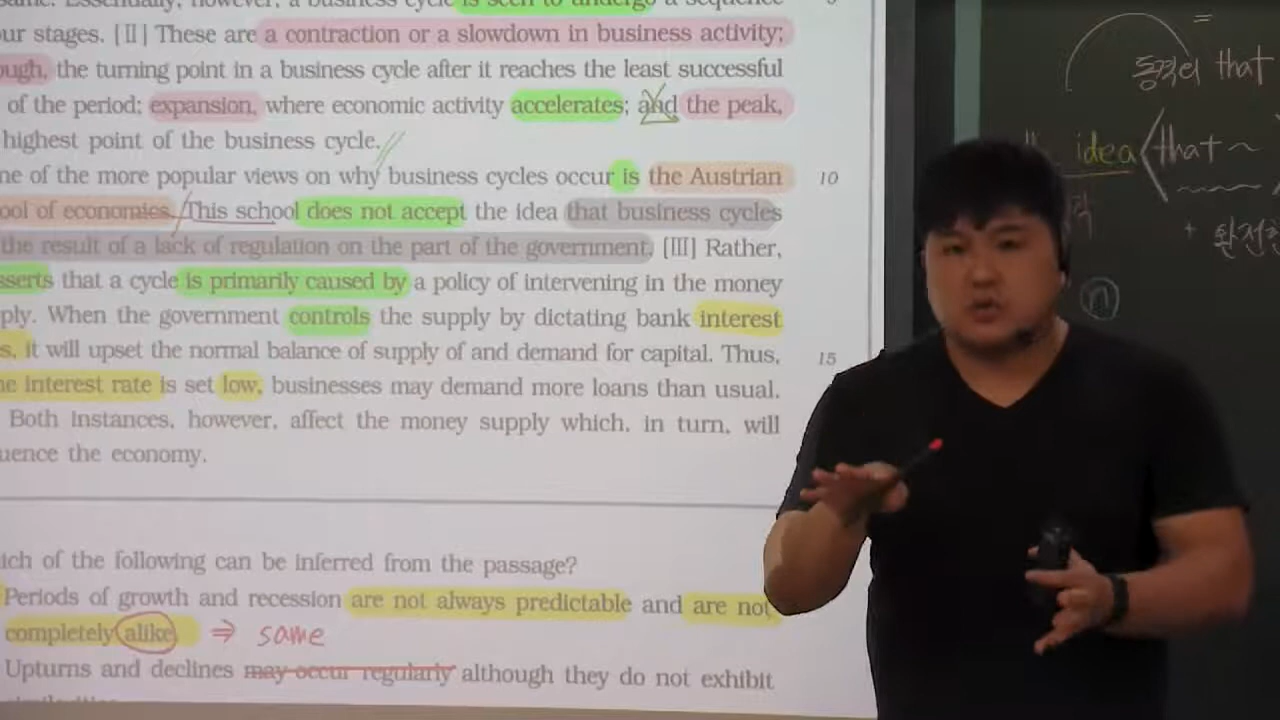 Essentially, however, a business cycle is seen to undergo a sequence
ur stages. [Ⅱ] These are a contraction or a slowdown in business activity;
ough, the turning point in a business cycle after it reaches the least successful
of the period; expansion, where economic activity accelerates; and the peak,
highest point of the business cycle.
ne of the more popular views on why business cycles occur is the Austrian 10
ool of economies. This school does not accept the idea that business cycles
the result of a lack of regulation on the part of the government. [Ⅲ] Rather,
sserts that a cycle is primarily caused by a policy of intervening in the money
ply. When the government controls the supply by dictating bank interest
s, it will upset the normal balance of supply of and demand for capital. Thus, 15
ne interest rate is set low, businesses may demand more loans than usual.
Both instances, however, affect the money supply which, in turn, will
uence the economy.
ich of the following can be inferred from the passage?
Periods of growth and recession are not always predictable and are not
completely alike ⇒ same
Upturns and declines may occur regularly although they do not exhibit
=
동격의 that
idea that ~
+ 완전한
n